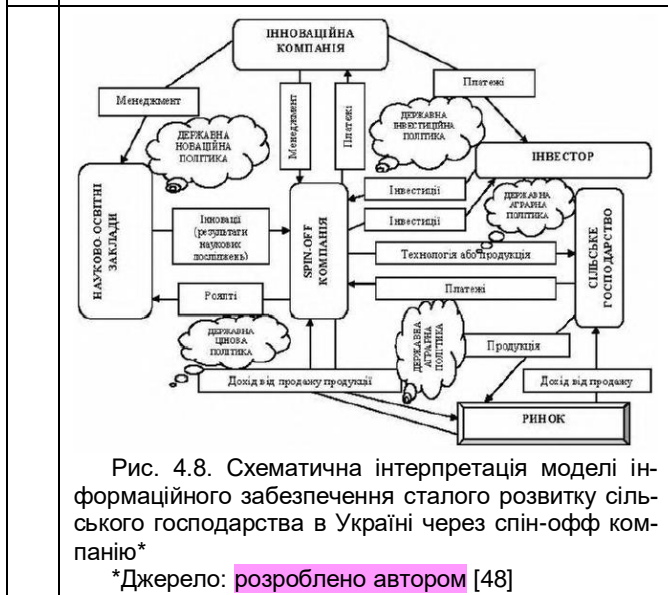 ІННОВАЦІЙНА
КОМПАНІЯ
Менеджмент
Менеджмент
Платежі
Платежі
ДЕРЖАВНА
НОВАЦІЙНА
ПОЛІТИКА
ДЕРЖАВНА
ІНВЕСТИЦІЙНА
ПОЛІТИКА
ІНВЕСТОР
НАУКОВО-ОСВІТНІ
ЗАКЛАДИ
Інновації
(результати
наукових
досліджень)
SPIN-OFF
КОМПАНІЯ
Інвестиції
Інвестиції
ДЕРЖАВНА
АГРАРНА
ПОЛІТИКА
Технологія або продукція
Платежі
СІЛЬСЬКЕ
ГОСПОДАРСТВО
Роялті
ДЕРЖАВНА
ЦІНОВА
ПОЛІТИКА
ДЕРЖАВНА
АГРАРНА
ПОЛІТИКА
Продукція
Дохід від продажу продукції
Дохід від продажу
РИНОК
Рис. 4.8. Схематична інтерпретація моделі ін-
формаційного забезпечення сталого розвитку сіль-
ського господарства в Україні через спін-офф ком-
панію*
*Джерело: розроблено автором [48]